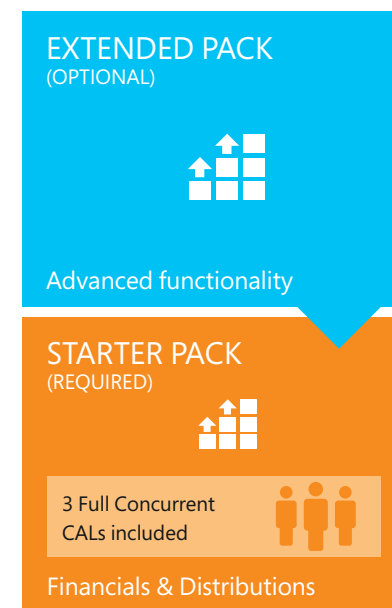 EXTENDED PACK
(OPTIONAL)
Advanced functionality
STARTER PACK
(REQUIRED)
3 Full Concurrent
CALs included
Financials & Distributions